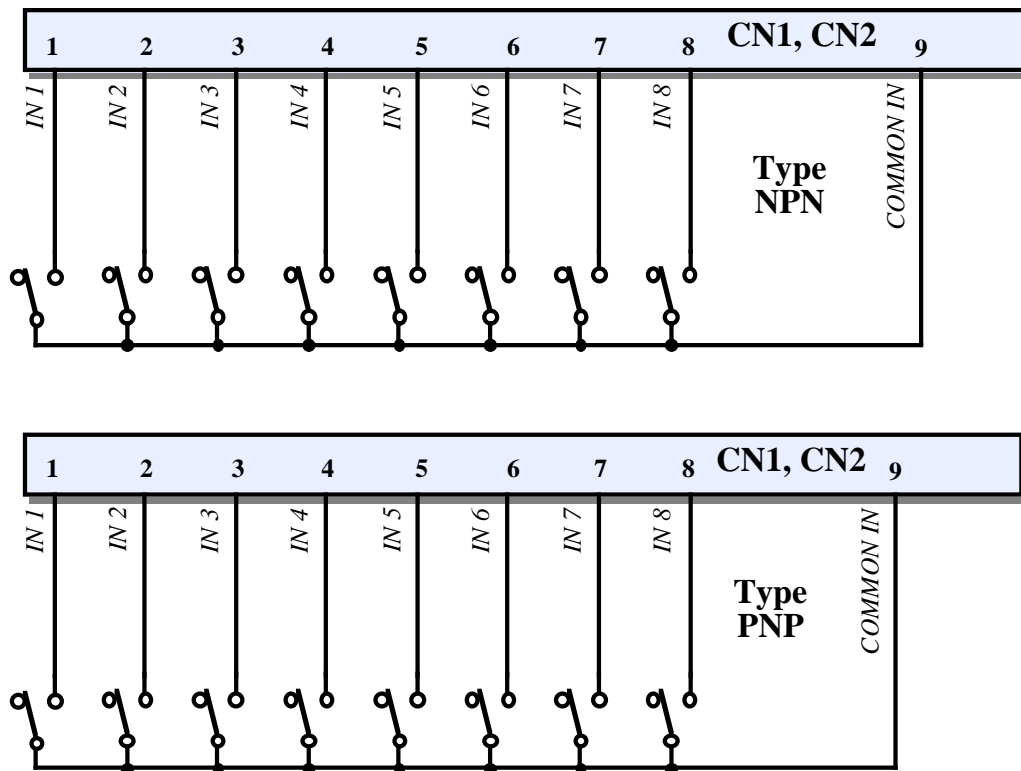 1 2 3 4 5 6 7 8 CN1, CN2 9
IN 1 IN 2 IN 3 IN 4 IN 5 IN 6 IN 7 IN 8 COMMON IN
Type
NPN
1 2 3 4 5 6 7 8 CN1, CN2 9
IN 1 IN 2 IN 3 IN 4 IN 5 IN 6 IN 7 IN 8 COMMON IN
Type
PNP